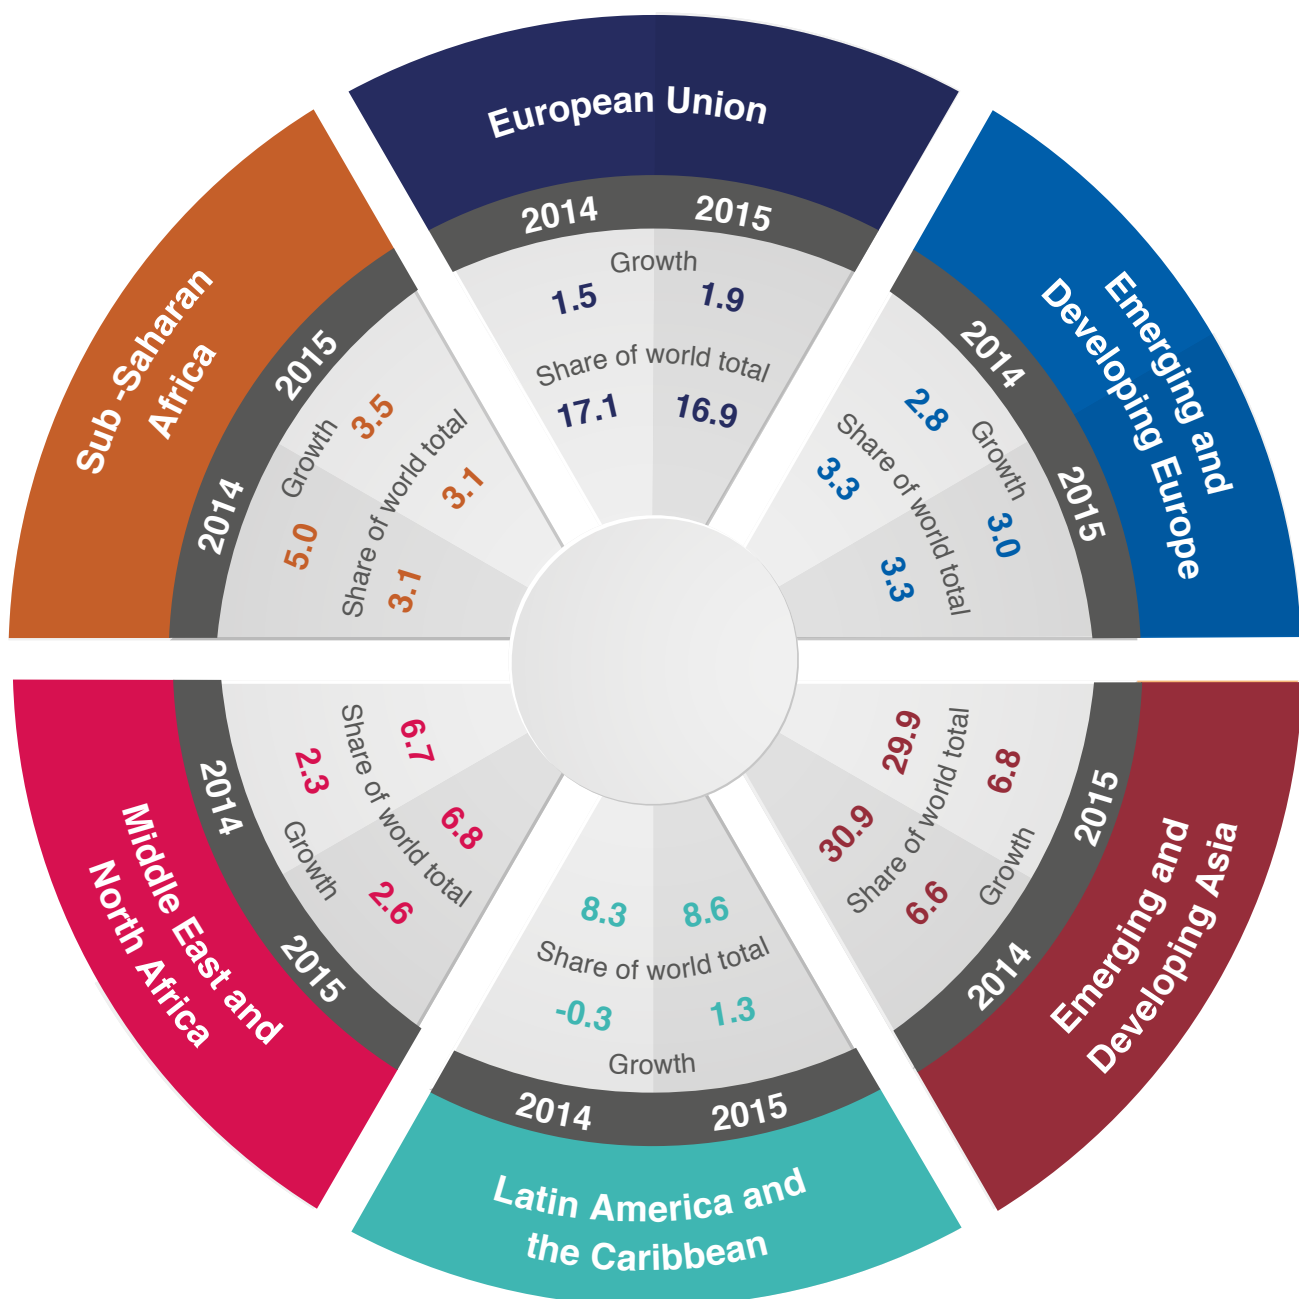 European Union
2014
2015
Growth
1.5
1.9
Share of world total
17.1
16.9
Emerging and
Developing Europe
2014
2015
Growth
2.8
3.0
Share of world total
3.3
3.3
Emerging and
Developing Asia
2015
2014
Growth
6.8
6.6
Share of world total
29.9
30.9
8.3
8.6
Share of world total
-0.3
1.3
Growth
2014
2015
Latin America and
the Caribbean
Middle East and
North Africa
2014
2015
Growth
2.3
2.6
Share of world total
6.7
6.8
Sub -Saharan
Africa
2015
2014
Growth
3.5
5.0
Share of world total
3.1
3.1